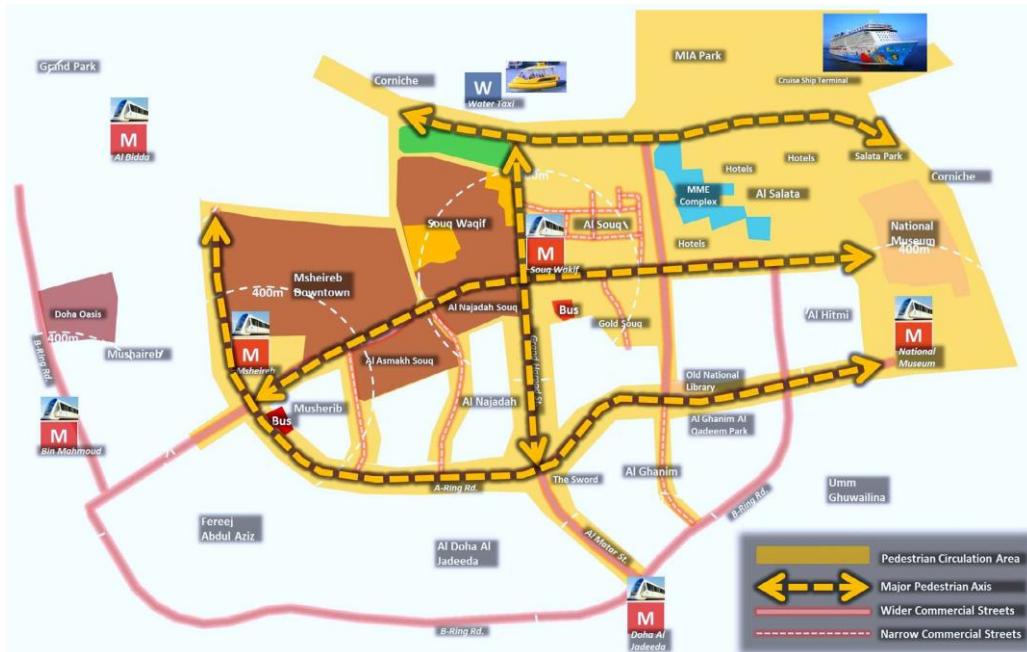 Grand Park
Corniche
W
Water Taxi
MIA Park
Cruise Ship Terminal
M
Al Bidda
Hotels
Hotels
Salata Park
Corniche
MME
Complex
Al Salata
Souq Waqif
Al Souq
M
Souq Wakif
Hotels
National
Museum
400m
Msheireb
Downtown
400m
Doha Oasis
400m
Mushaireb
B-Ring Rd.
Al Najadah Souq
Bus
Gold Souq
Al Hitmi
M
Msheireb
Al Asmakh Souq
M
National
Museum
Old National
Library
M
Bin Mahmoud
Bus
Musherib
Al Najadah
Al Ghanim Al
Qadeem Park
Al Ghanim
The Sword
A-Ring Rd.
B-Ring Rd.
Umm
Ghuwailina
Fereej
Abdul Aziz
Al Doha Al
Jadeeda
Al Matar St.
B-Ring Rd.
M
Doha Al
Jadeeda
Pedestrian Circulation Area
Major Pedestrian Axis
Wider Commercial Streets
Narrow Commercial Streets